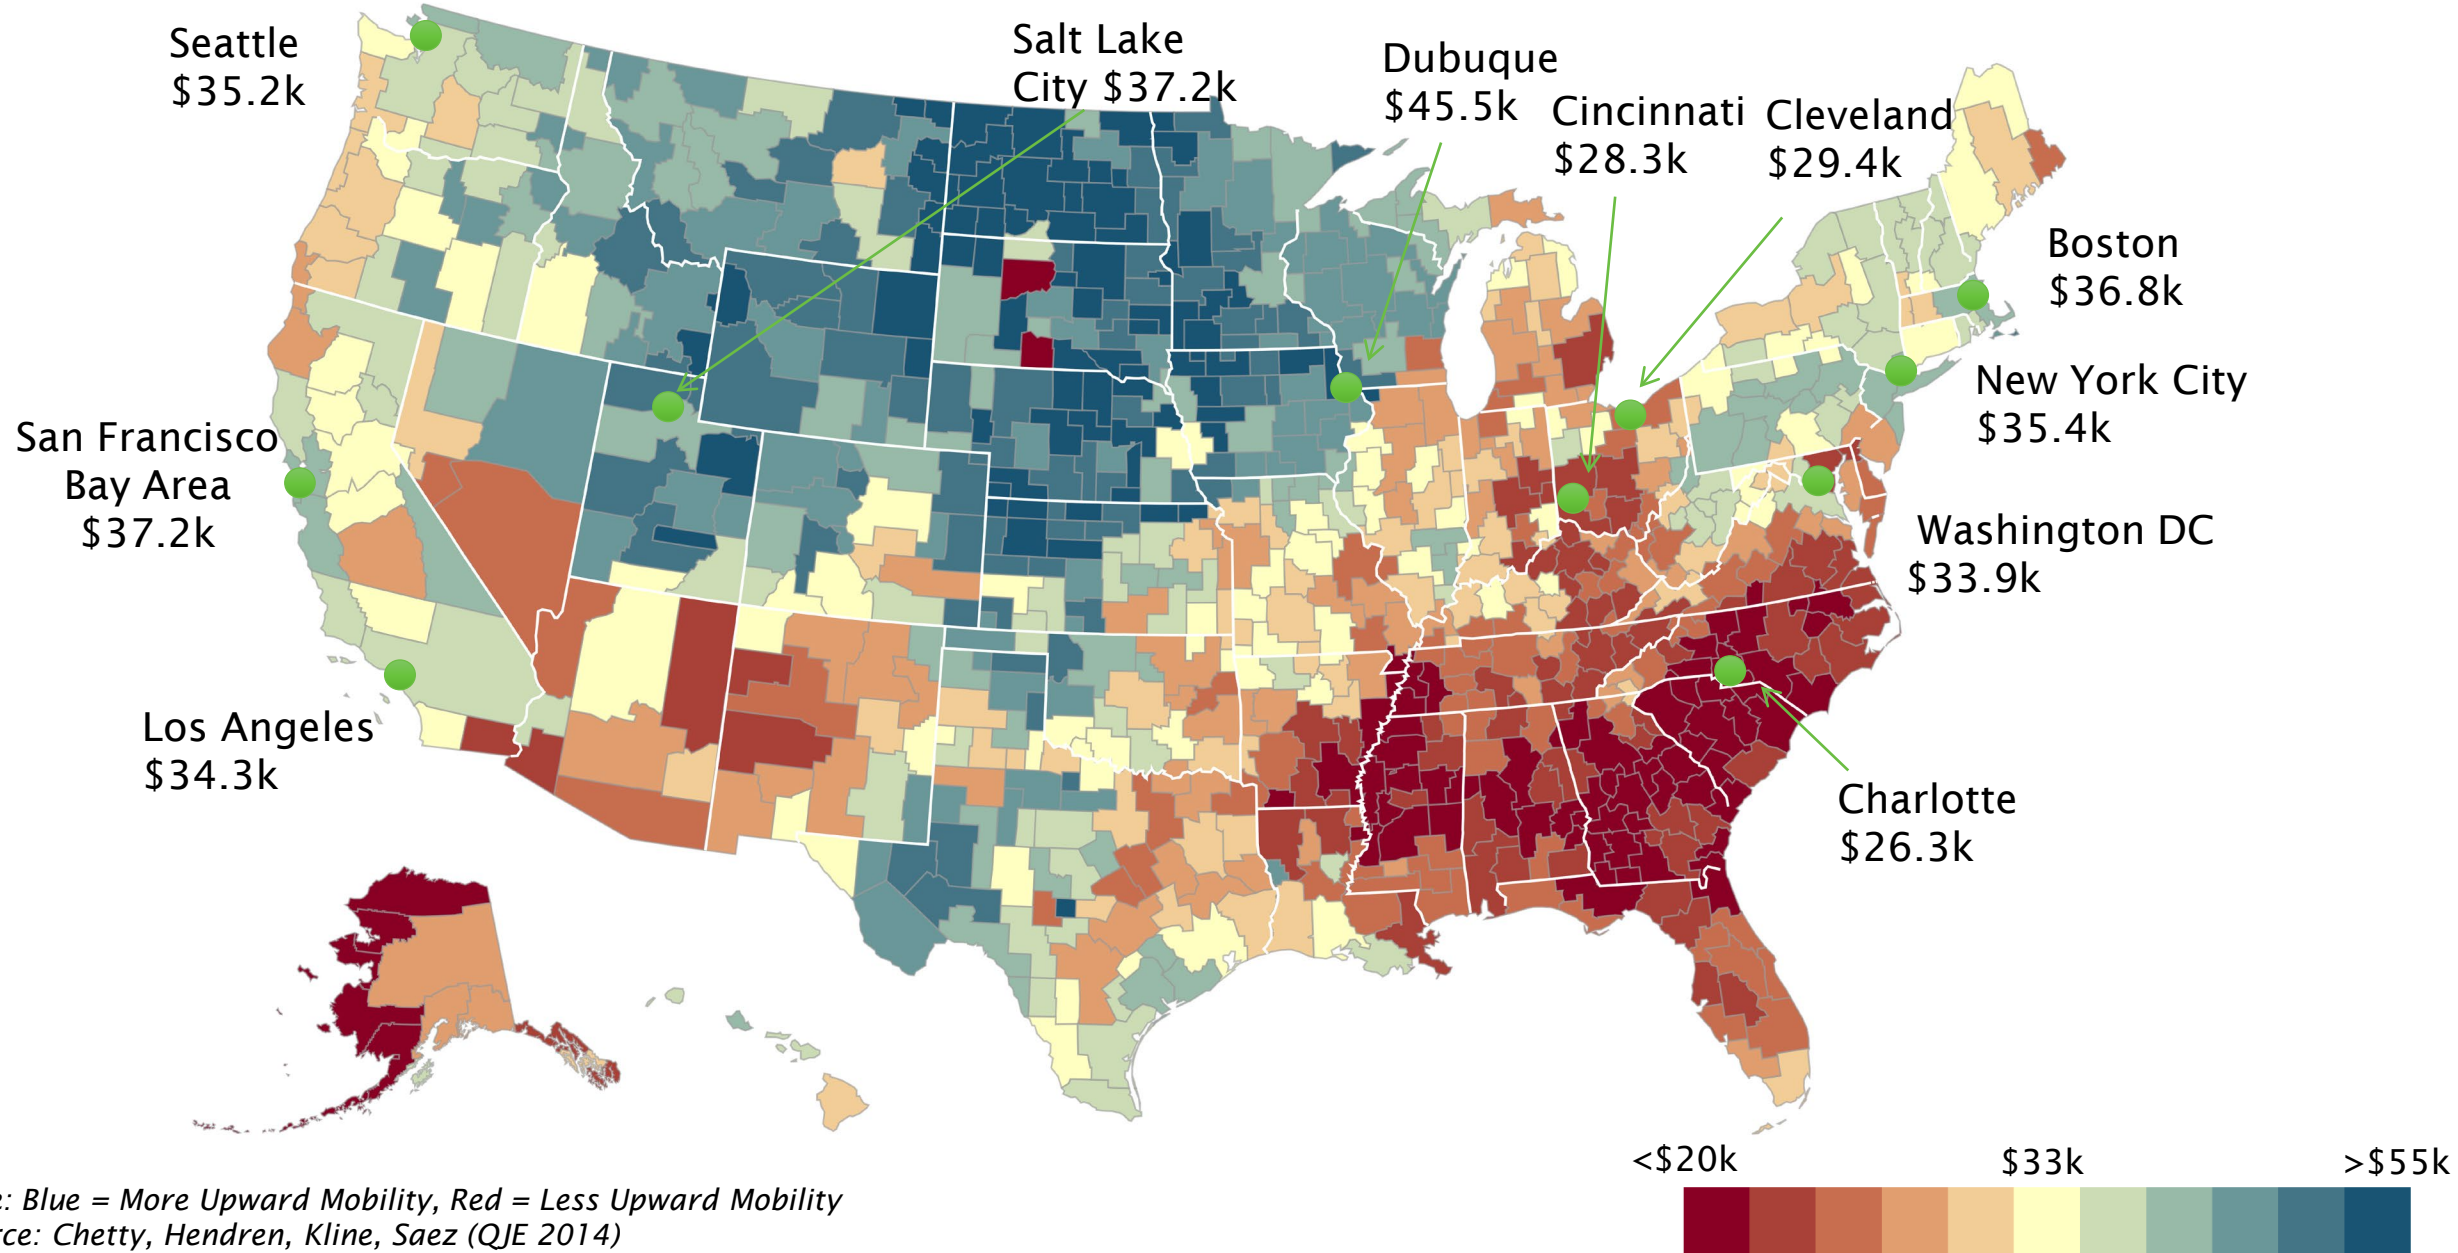 Seattle
$35.2k
Salt Lake
City $37.2k
Dubuque
$45.5k
Cincinnati
$28.3k
Cleveland
$29.4k
Boston
$36.8k
New York City
$35.4k
San Francisco
Bay Area
$37.2k
Washington DC
$33.9k
Los Angeles
$34.3k
Charlotte
$26.3k
<$20k $33k >$55k
: Blue = More Upward Mobility, Red = Less Upward Mobility
rce: Chetty, Hendren, Kline, Saez (QJE 2014)